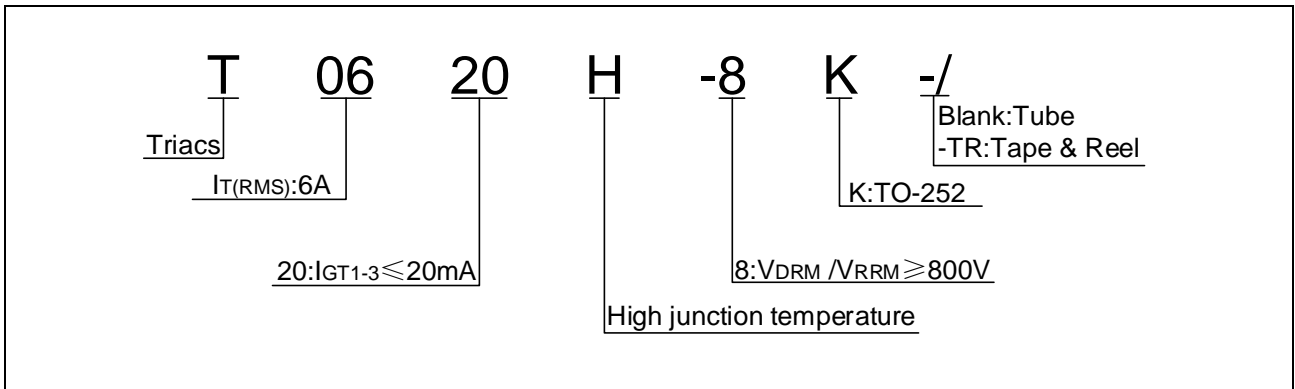 T 06 20 H -8 K -/
Blank:Tube
Triacs
-TR:Tape & Reel
IT(RMS):6A
K:TO-252
20:IGT1-3≤20mA
8:VDRM /VRRM≥800V
High junction temperature